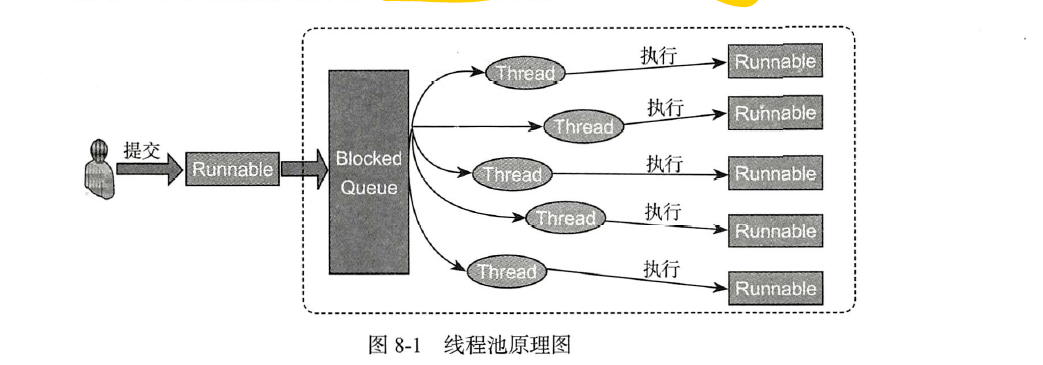 执行
Thread
Runnable
执行
Thread
Runnable
提交
Runnable
Blocked
Queue
执行
Thread
Runnable
执行
Thread
Runnable
执行
Thread
Runnable
图 8-1 线程池原理图